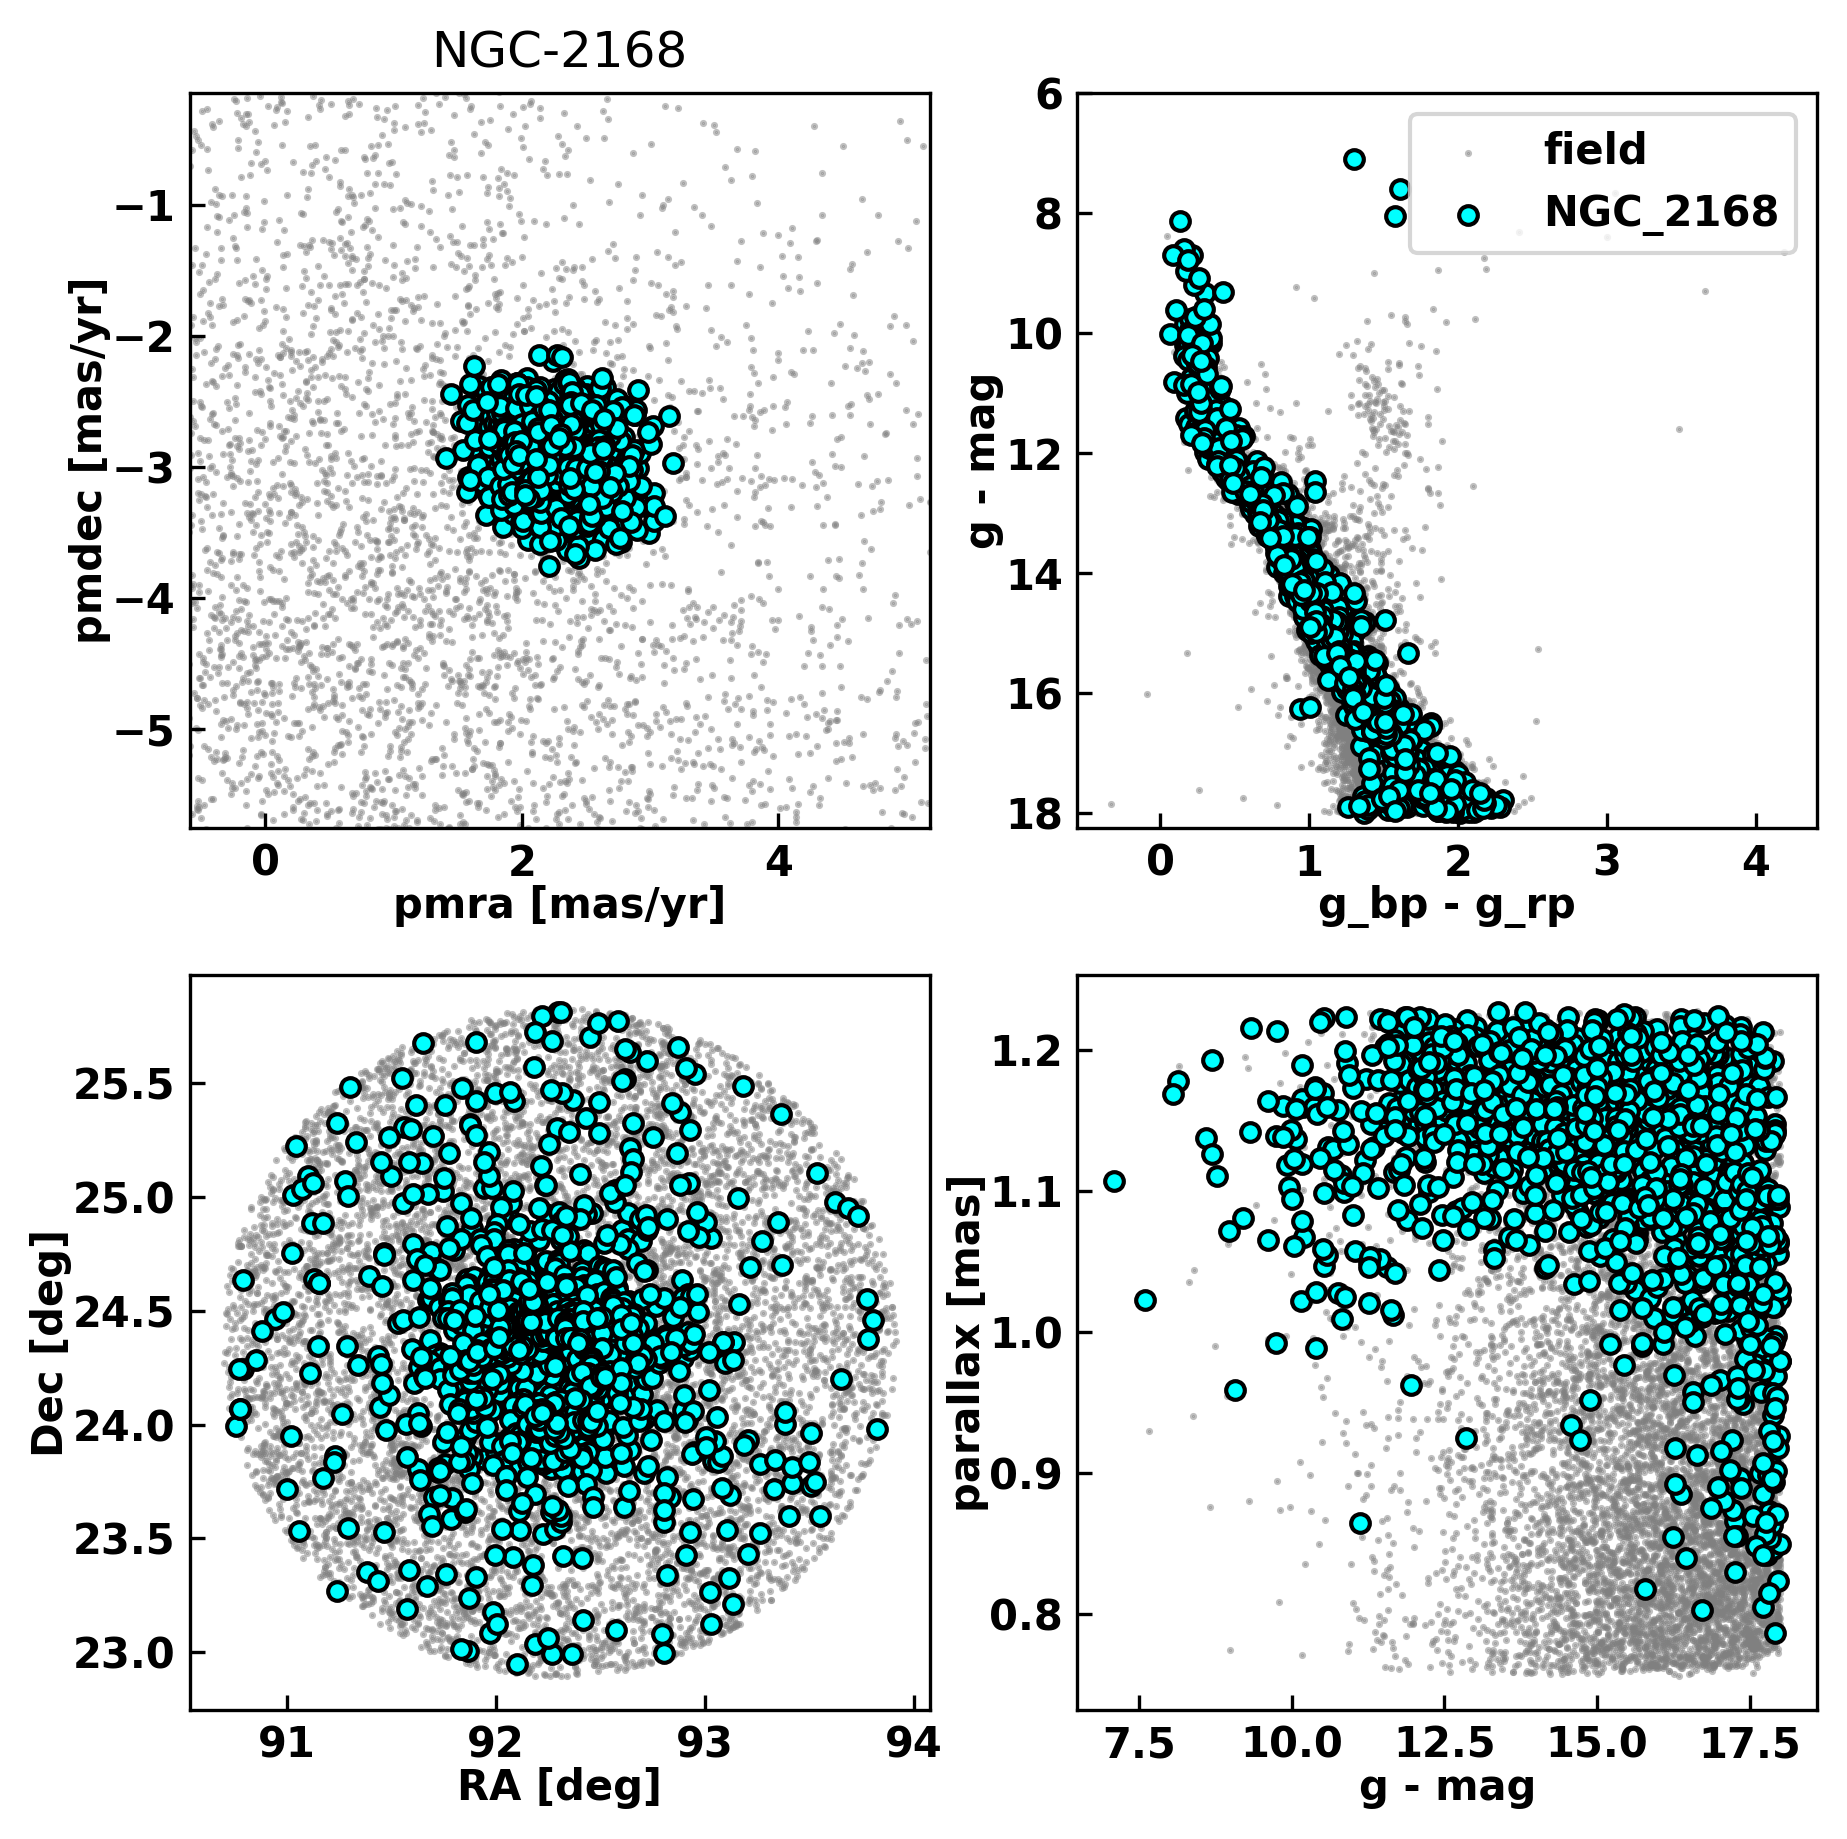 NGC-2168
−1
−2
−3
−4
−5
pmdec [mas/yr]
0 2 4
pmra [mas/yr]
6
8
10
12
14
16
18
g - mag
field
NGC_2168
0 1 2 3 4
g_bp - g_rp
25.5
25.0
24.5
24.0
23.5
23.0
Dec [deg]
91 92 93 94
RA [deg]
1.2
1.1
1.0
0.9
0.8
parallax [mas]
7.5 10.0 12.5 15.0 17.5
g - mag